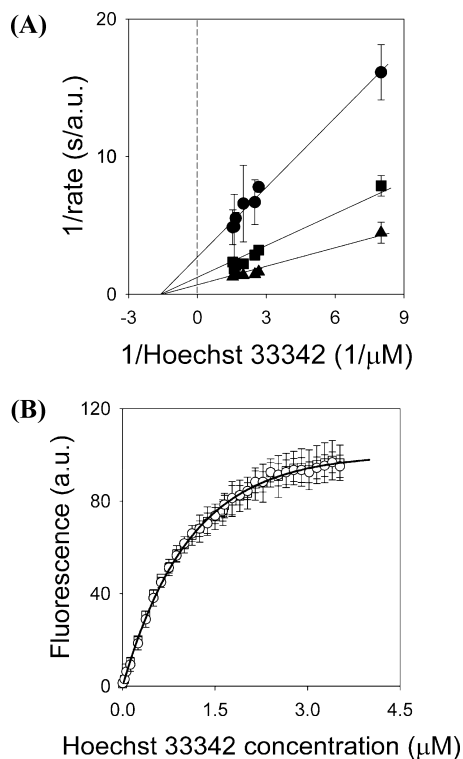 (A)
20
10
0
1/rate (s/a.u.)
-3 0 3 6 9
1/Hoechst 33342 (1/μM)
(B)
120
80
40
0
Fluorescence (a.u.)
0.0 1.5 3.0 4.5
Hoechst 33342 concentration (μM)